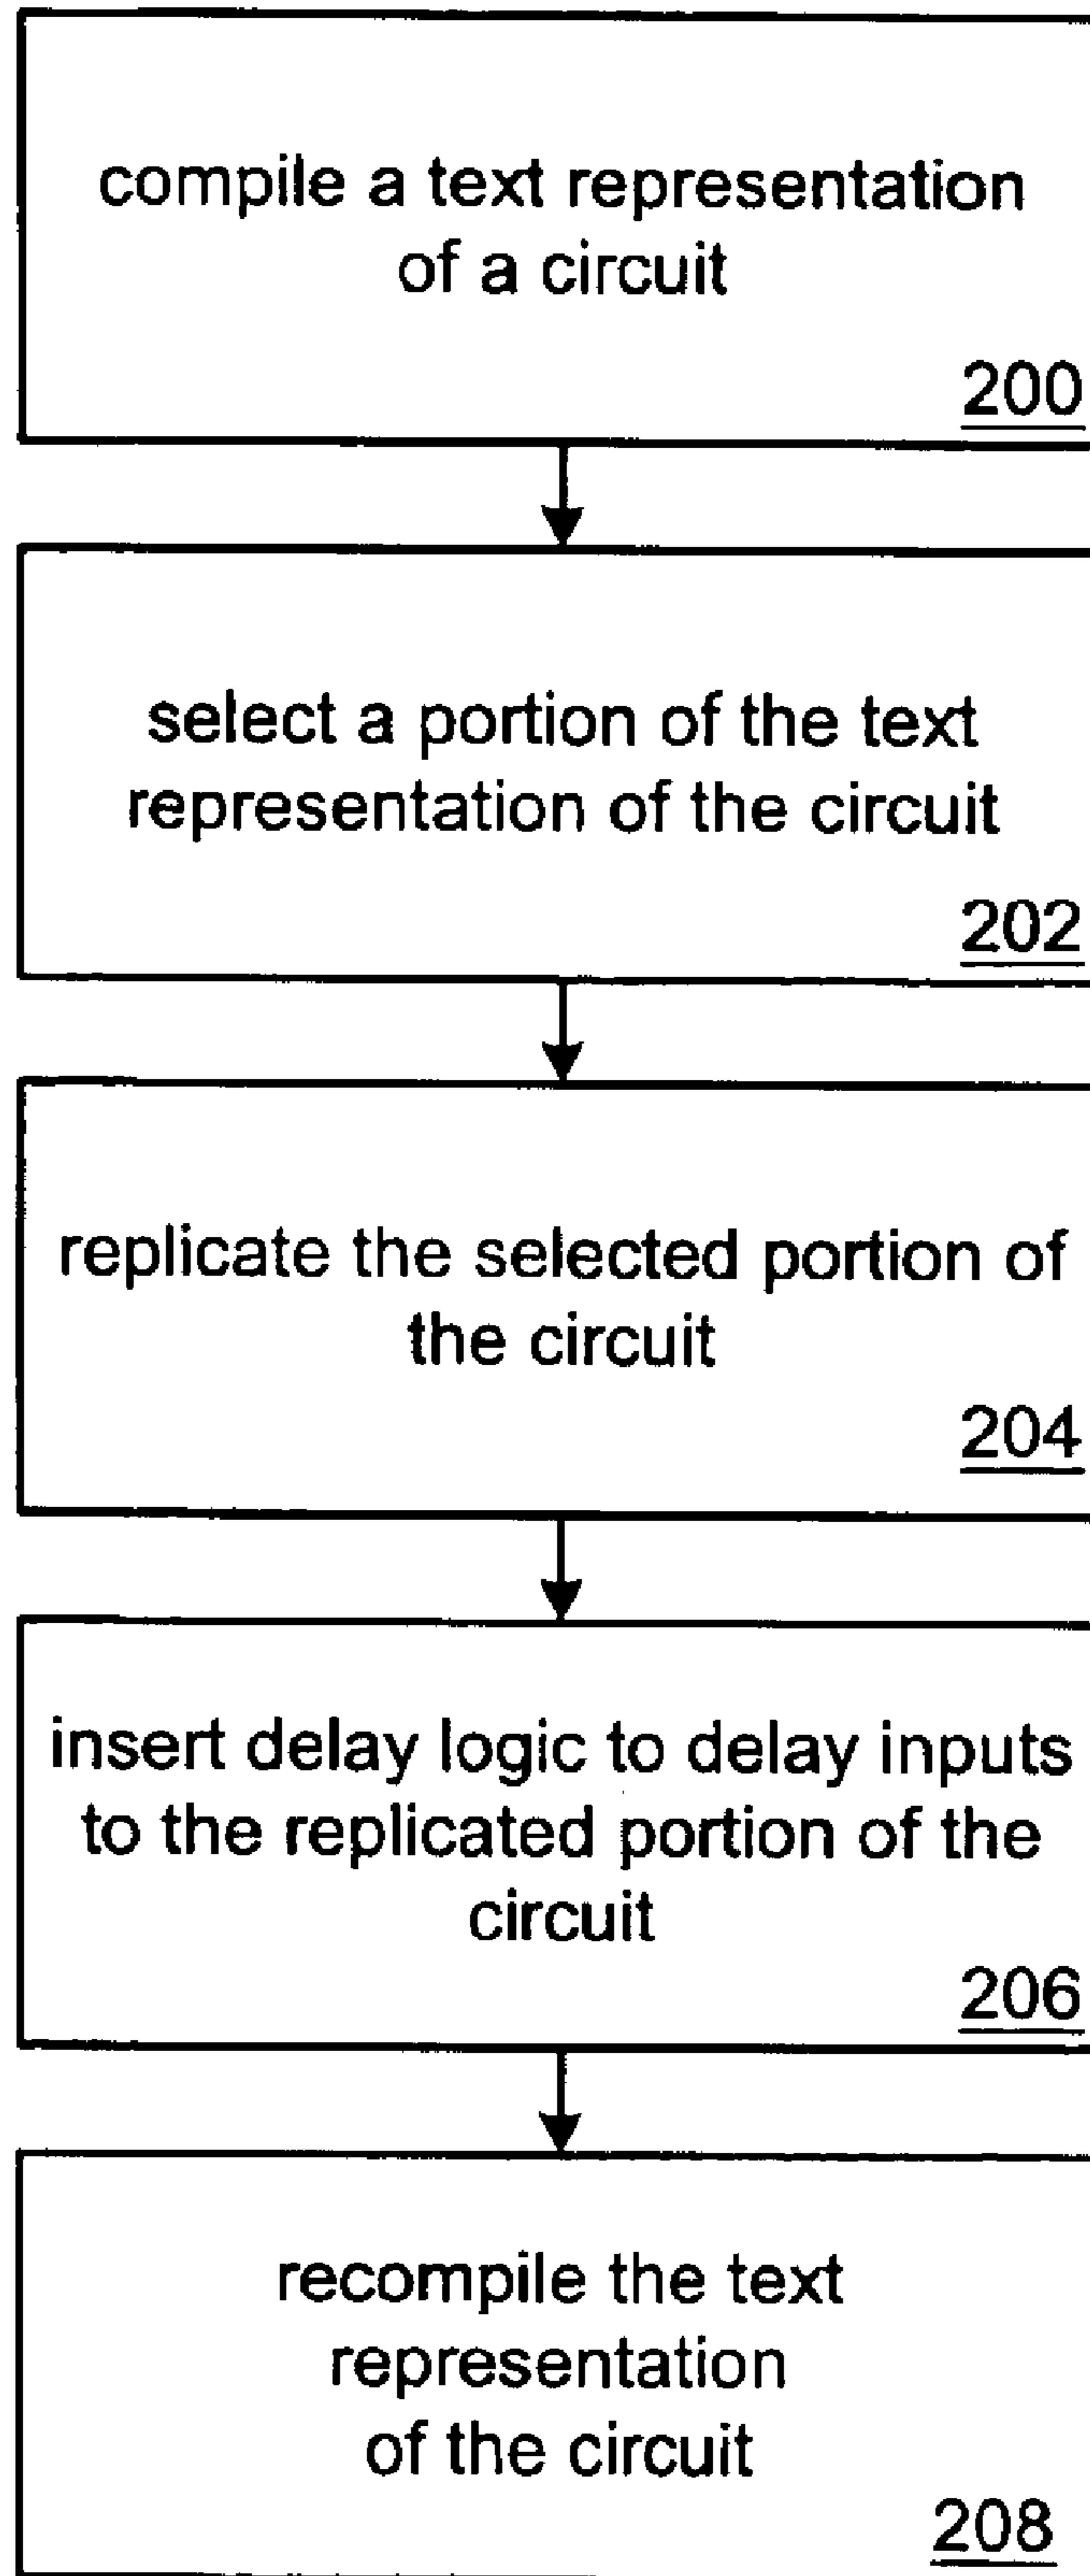 compile a text representation
of a circuit
200
select a portion of the text
representation of the circuit
202
replicate the selected portion of
the circuit
204
insert delay logic to delay inputs
to the replicated portion of the
circuit
206
recompile the text
representation
of the circuit
208